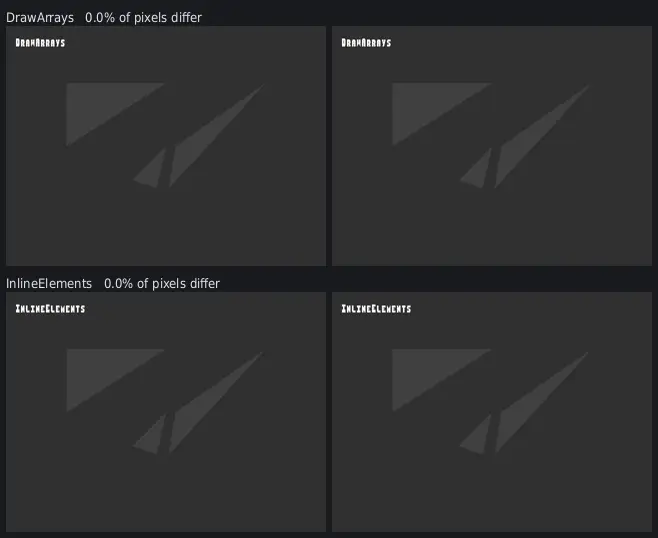 DrawArrays 0.0% of pixels differ
DrawArrays DrawArrays
InlineElements 0.0% of pixels differ
InlineElements InlineElements